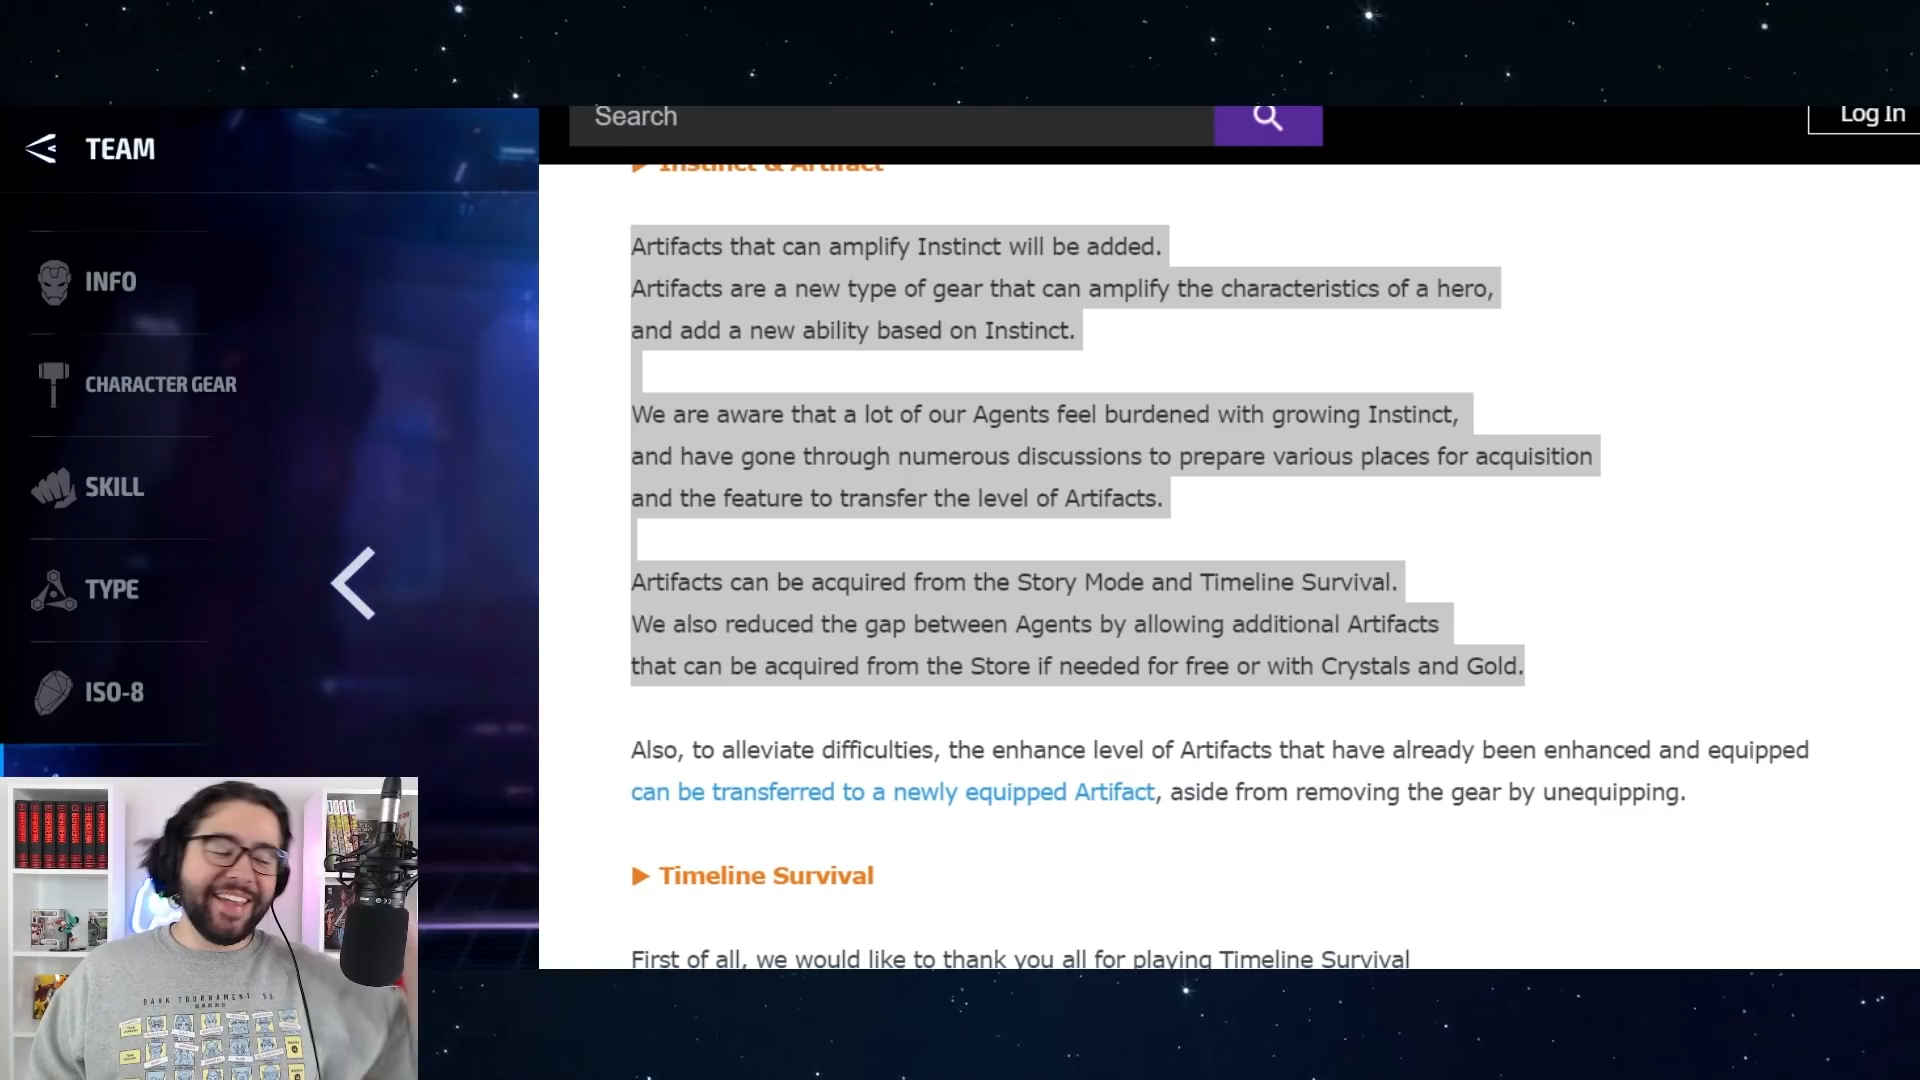 Search
Log In
TEAM
INFO
CHARACTER GEAR
SKILL
TYPE
ISO-8
▶ Instinct & Artifact
Artifacts that can amplify Instinct will be added.
Artifacts are a new type of gear that can amplify the characteristics of a hero,
and add a new ability based on Instinct.
We are aware that a lot of our Agents feel burdened with growing Instinct,
and have gone through numerous discussions to prepare various places for acquisition
and the feature to transfer the level of Artifacts.
Artifacts can be acquired from the Story Mode and Timeline Survival.
We also reduced the gap between Agents by allowing additional Artifacts
that can be acquired from the Store if needed for free or with Crystals and Gold.
Also, to alleviate difficulties, the enhance level of Artifacts that have already been enhanced and equipped
can be transferred to a newly equipped Artifact, aside from removing the gear by unequipping.
▶ Timeline Survival
First of all, we would like to thank you all for playing Timeline Survival
DARK TOURNAMENT '93